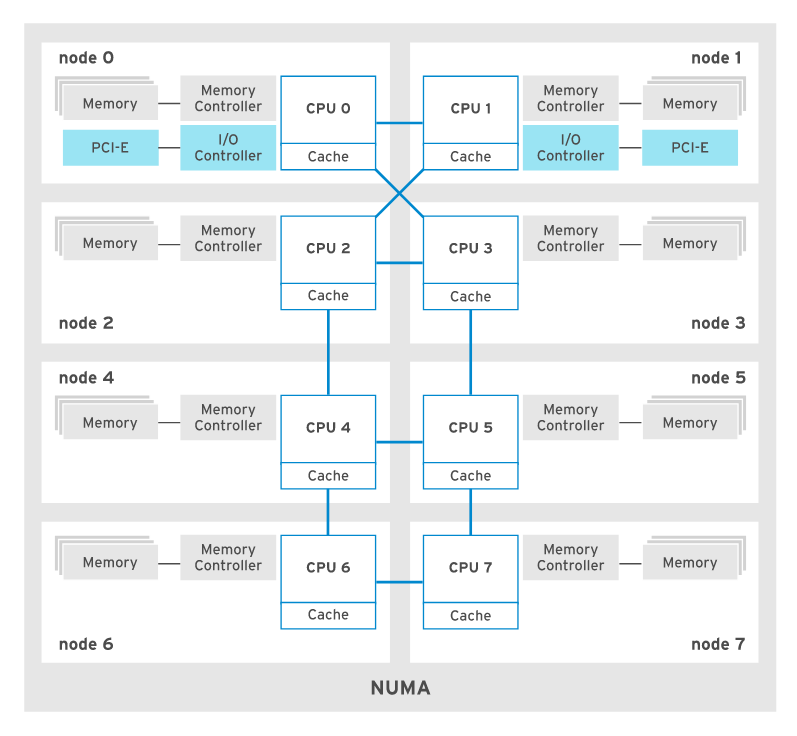 node 0
node 1
Memory
Memory
Controller
CPU 0
CPU 1
Memory
Controller
Memory
PCI-E
I/O
Controller
Cache
Cache
I/O
Controller
PCI-E
Memory
Memory
Controller
CPU 2
CPU 3
Memory
Controller
Memory
Cache
Cache
node 2
node 3
node 4
node 5
Memory
Memory
Controller
CPU 4
CPU 5
Memory
Controller
Memory
Cache
Cache
Memory
Memory
Controller
CPU 6
CPU 7
Memory
Controller
Memory
Cache
Cache
node 6
node 7
NUMA